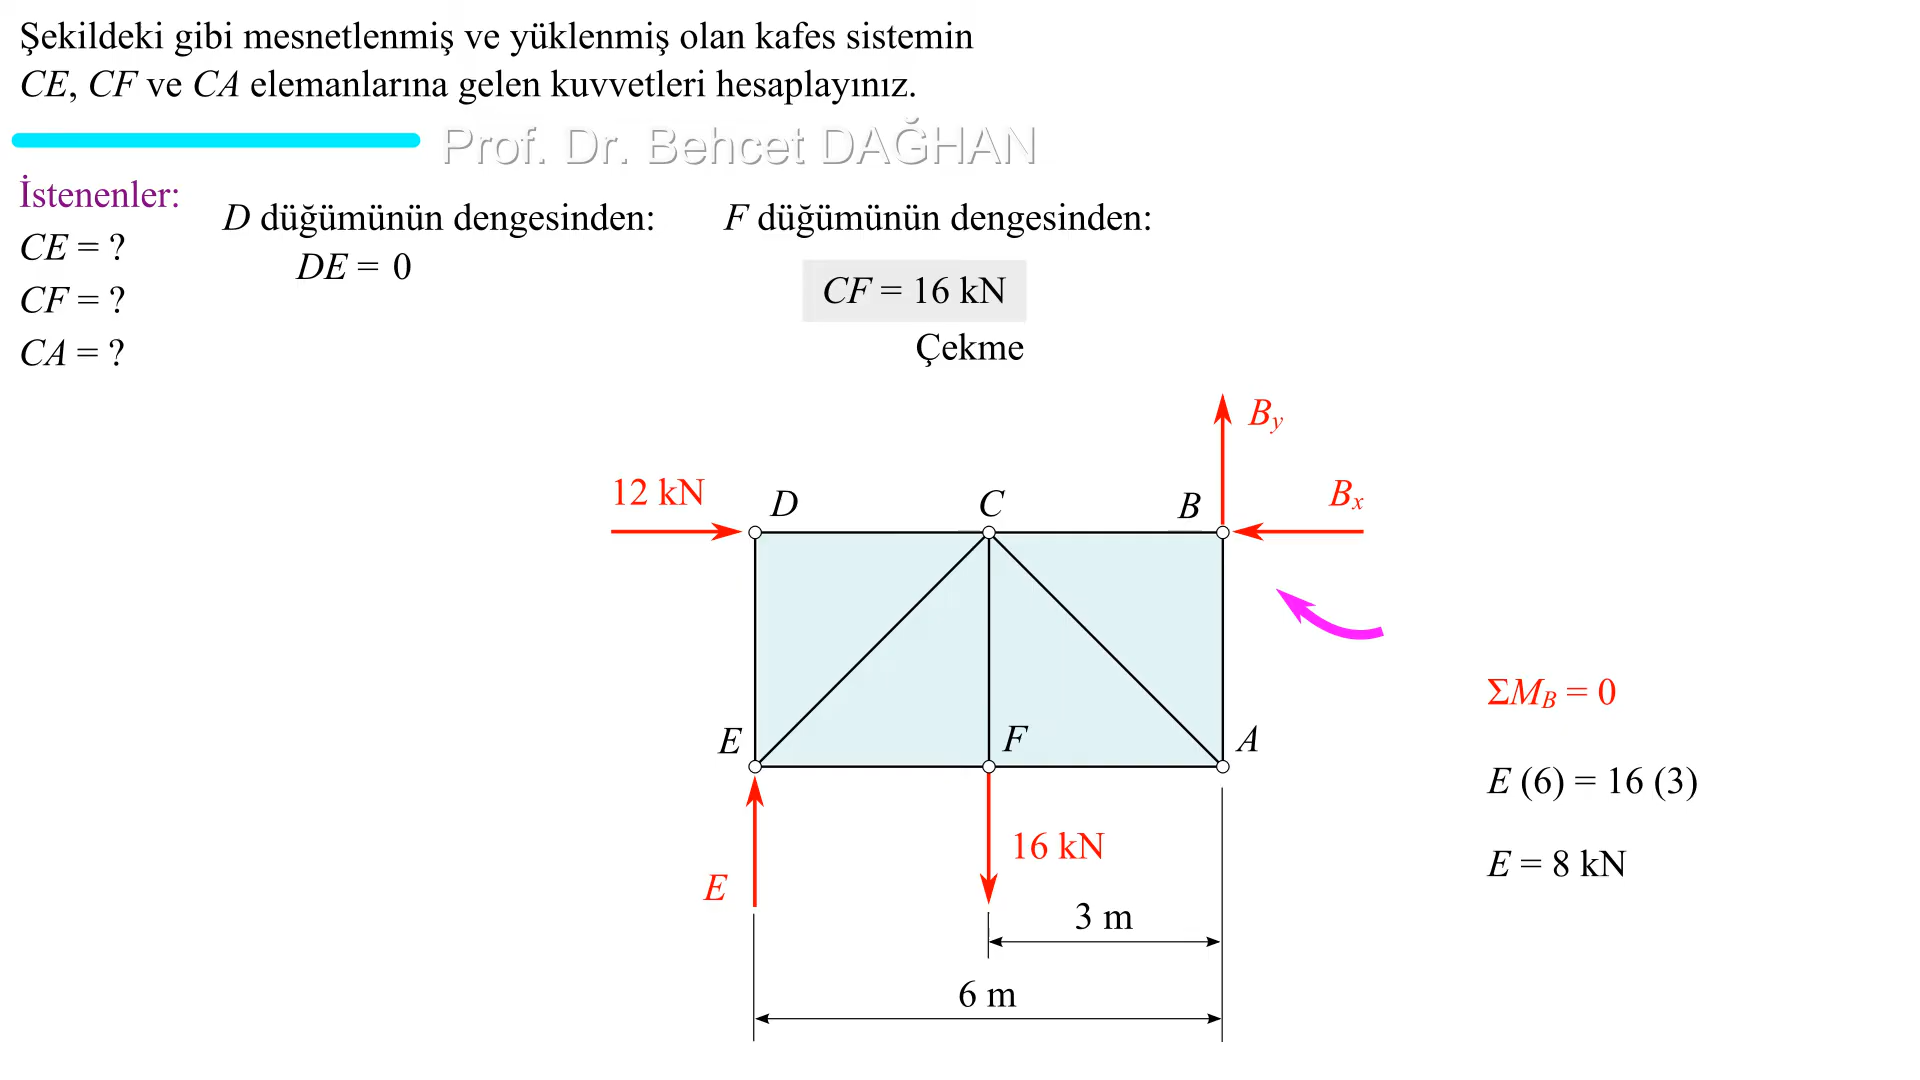 Şekildeki gibi mesnetlenmiş ve yüklenmiş olan kafes sistemin
CE, CF ve CA elemanlarına gelen kuvvetleri hesaplayınız.
Prof. Dr. Behcet DAĞHAN
İstenenler:
CE = ?
CF = ?
CA = ?
D düğümünün dengesinden:
DE = 0
F düğümünün dengesinden:
CF = 16 kN
Çekme
By
12 kN
D
C
B
Bx
E
F
A
16 kN
E
3 m
6 m
ΣMB = 0
E (6) = 16 (3)
E = 8 kN